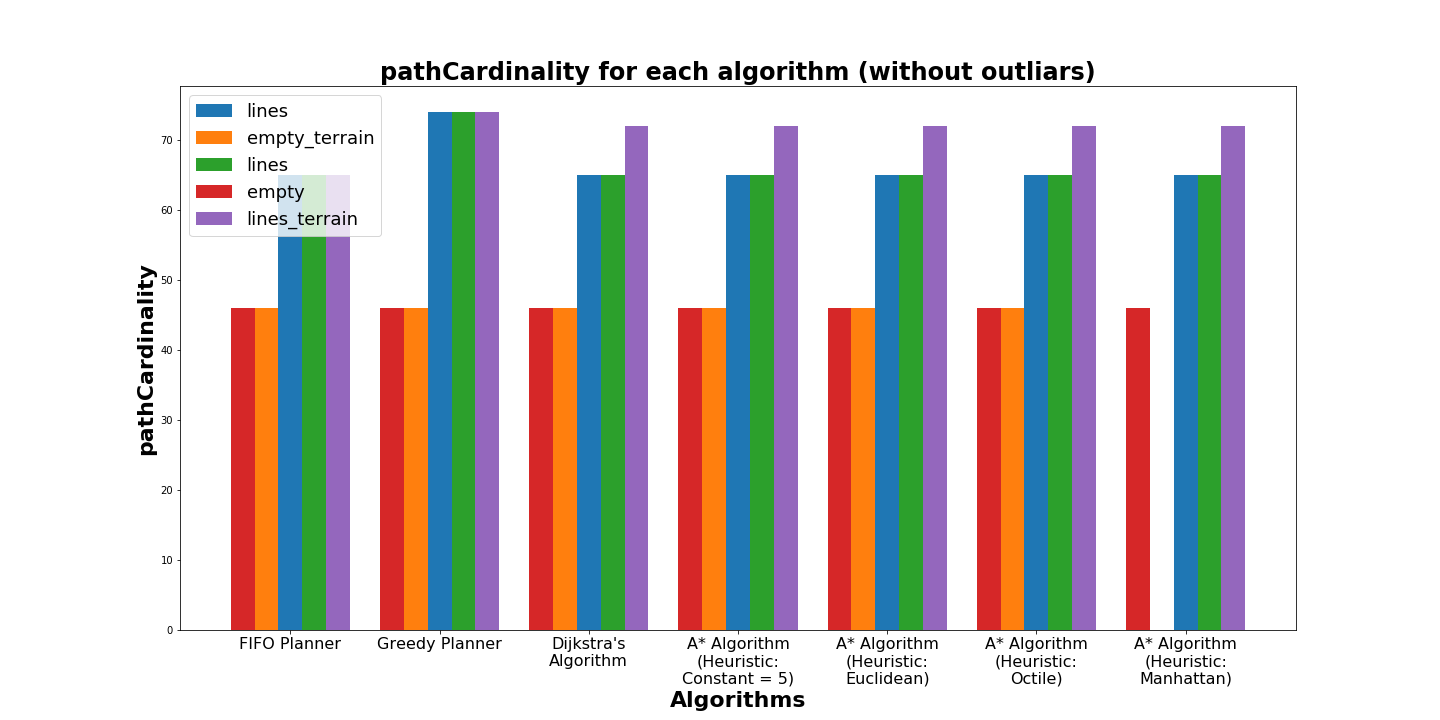 pathCardinality for each algorithm (without outliars)
lines
empty_terrain
lines
empty
lines_terrain
pathCardinality
70
60
50
40
30
20
10
0
FIFO Planner
Greedy Planner
Dijkstra's
Algorithm
A* Algorithm
(Heuristic:
Constant = 5)
A* Algorithm
(Heuristic:
Euclidean)
A* Algorithm
(Heuristic:
Octile)
A* Algorithm
(Heuristic:
Manhattan)
Algorithms